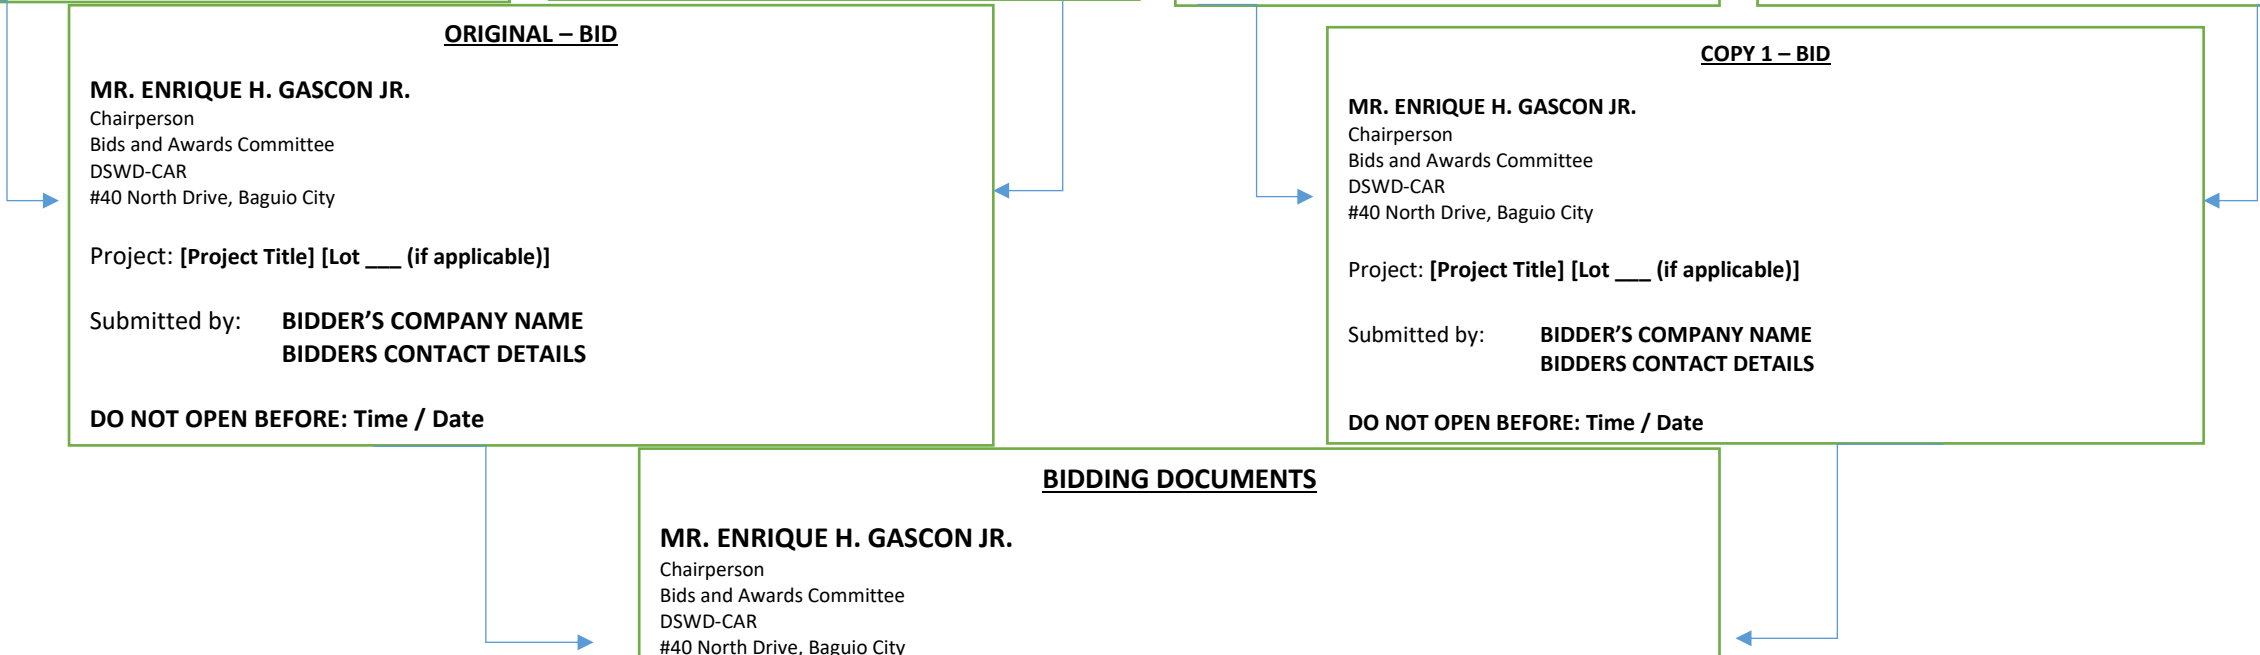 ORIGINAL – BID
MR. ENRIQUE H. GASCON JR.
Chairperson
Bids and Awards Committee
DSWD-CAR
#40 North Drive, Baguio City
Project: [Project Title] [Lot ___ (if applicable)]
Submitted by: BIDDER’S COMPANY NAME
BIDDERS CONTACT DETAILS
DO NOT OPEN BEFORE: Time / Date
COPY 1 – BID
MR. ENRIQUE H. GASCON JR.
Chairperson
Bids and Awards Committee
DSWD-CAR
#40 North Drive, Baguio City
Project: [Project Title] [Lot ___ (if applicable)]
Submitted by: BIDDER’S COMPANY NAME
BIDDERS CONTACT DETAILS
DO NOT OPEN BEFORE: Time / Date
BIDDING DOCUMENTS
MR. ENRIQUE H. GASCON JR.
Chairperson
Bids and Awards Committee
DSWD-CAR
#40 North Drive, Baguio City